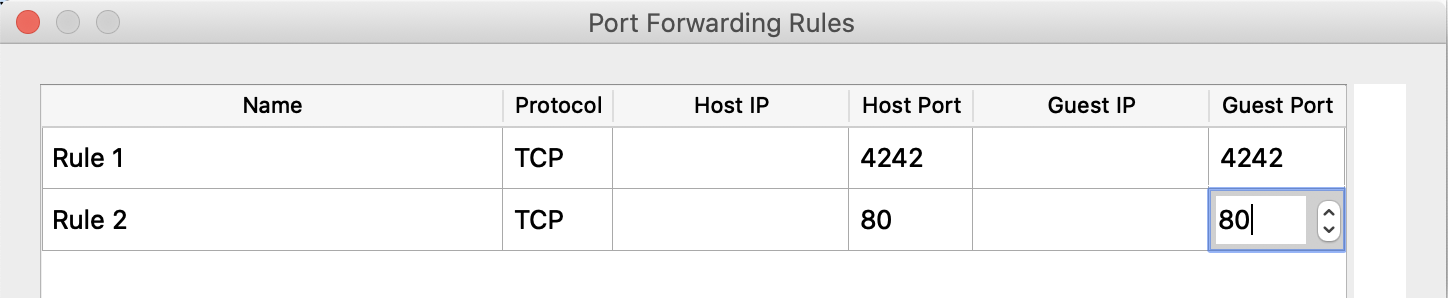 Port Forwarding Rules
Name Protocol Host IP Host Port Guest IP Guest Port
Rule 1 TCP 4242 4242
Rule 2 TCP 80 80